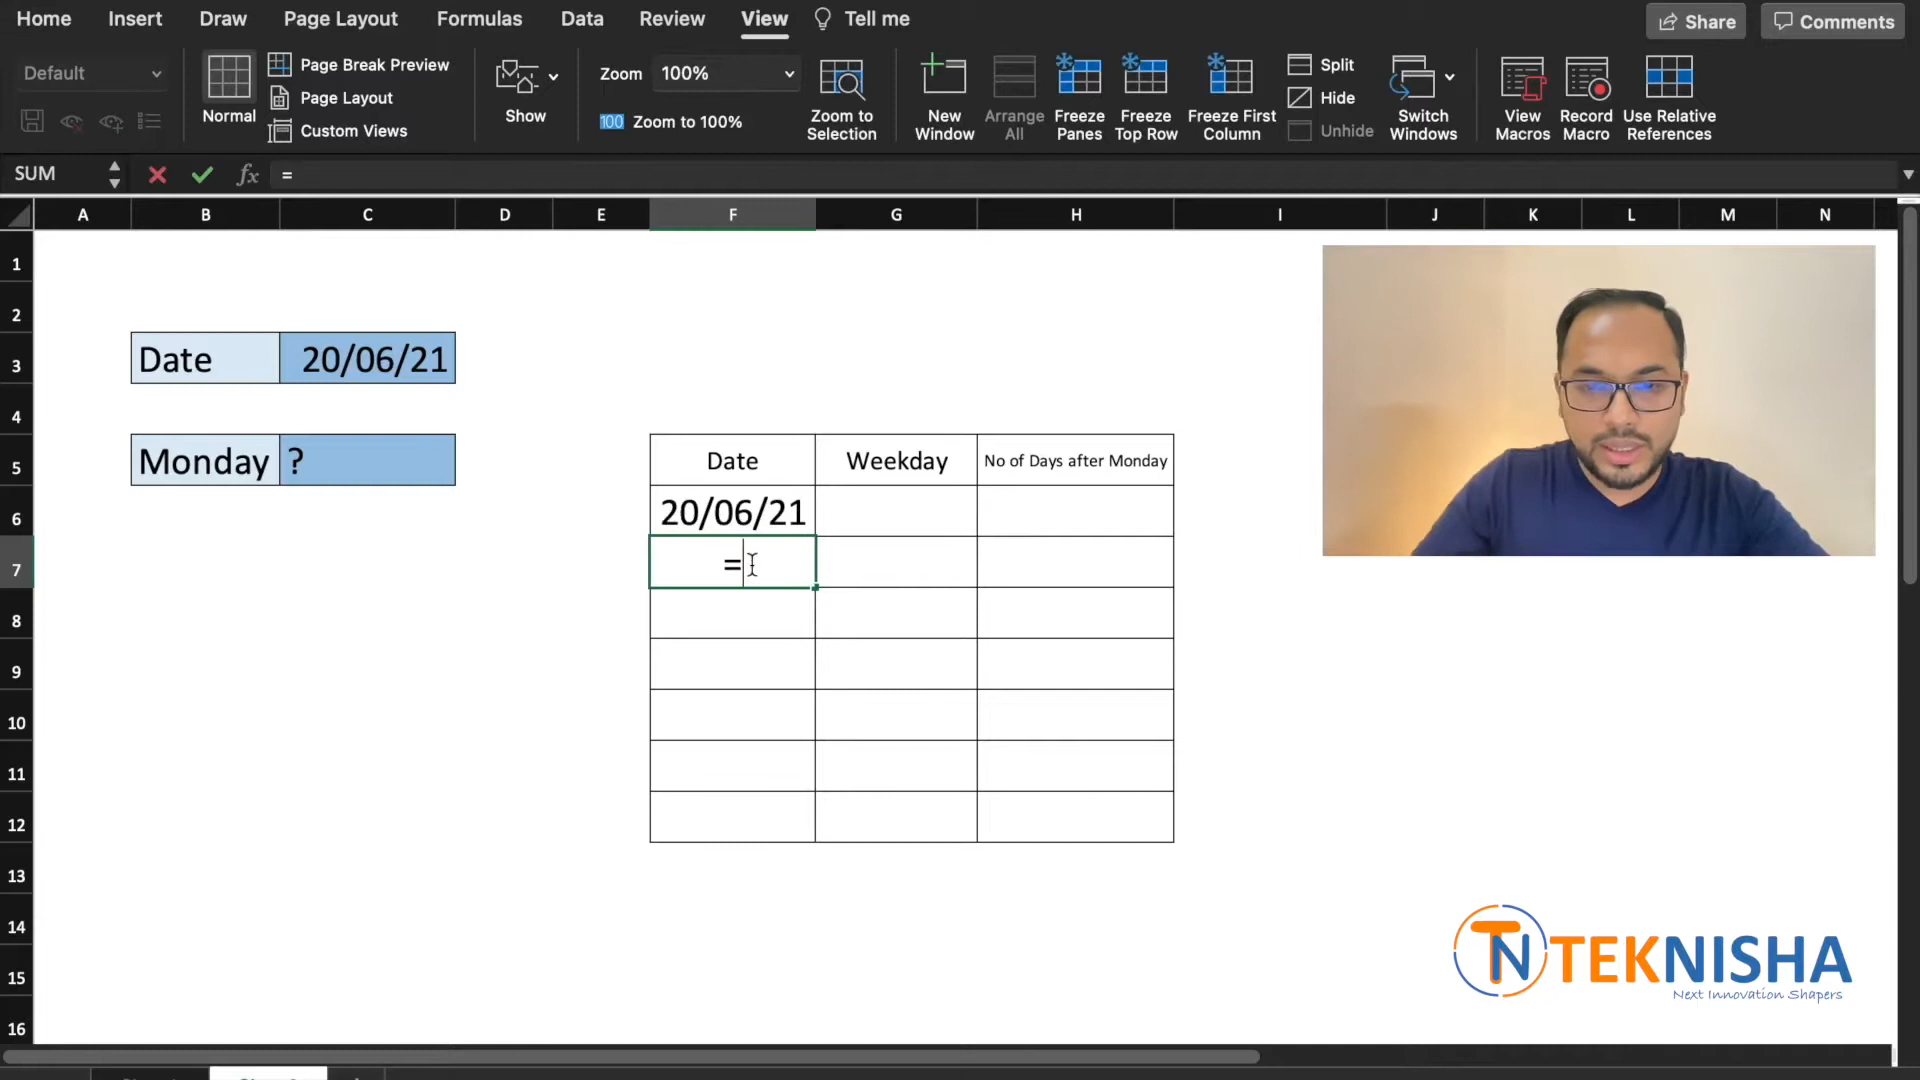 Home Insert Draw Page Layout Formulas Data Review View Tell me Share Comments
Default
Normal
Page Break Preview
Page Layout
Custom Views
Show
Zoom 100%
100 Zoom to 100%
Zoom to
Selection
New
Window
Arrange
All
Freeze
Panes
Freeze
Top Row
Freeze First
Column
Split
Hide
Unhide
Switch
Windows
View
Macros
Record
Macro
Use Relative
References
SUM fx =
A B C D E F G H I J K L M N
1
2
3 Date 20/06/21
4
5 Monday ? Date Weekday No of Days after Monday
6 20/06/21
7 =
8
9
10
11
12
13
14
15
16
TN TEKNISHA
Next Innovation Shapers